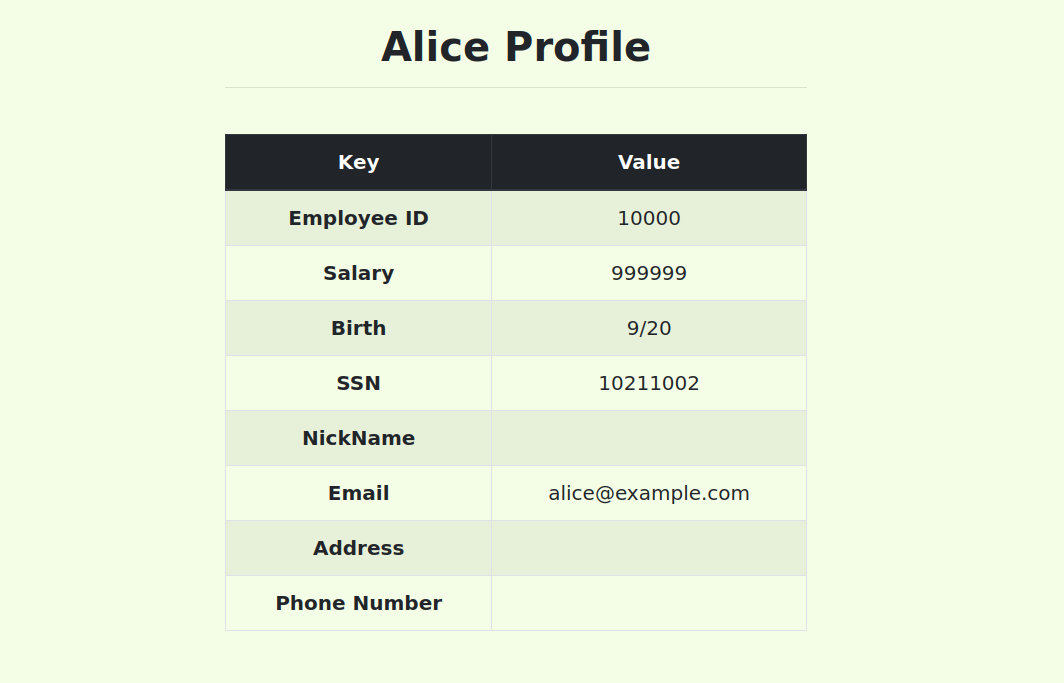 Alice Profile
Key Value
Employee ID 10000
Salary 999999
Birth 9/20
SSN 10211002
NickName
Email alice@example.com
Address
Phone Number